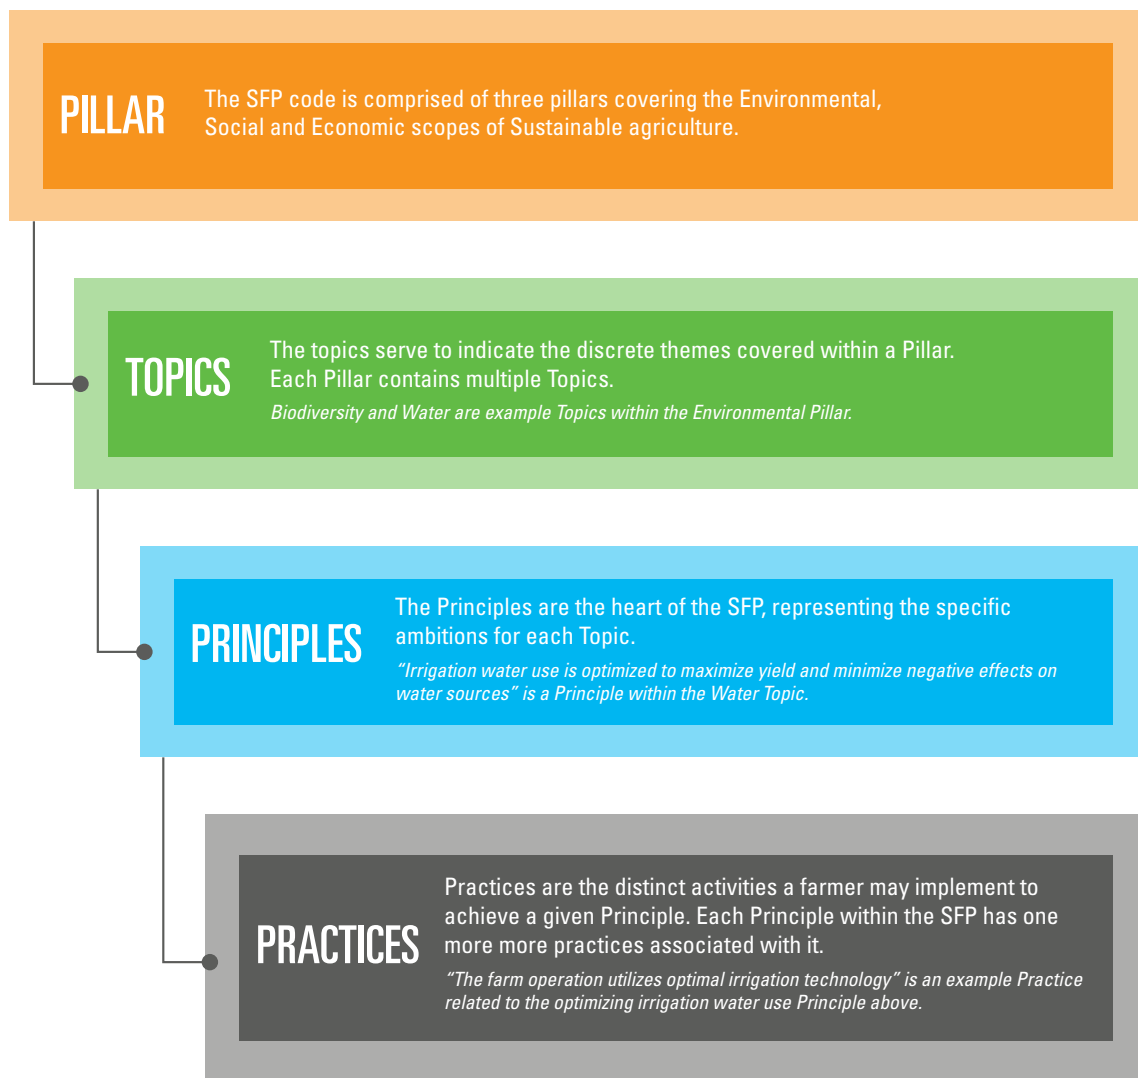 PILLAR
The SFP code is comprised of three pillars covering the Environmental,
Social and Economic scopes of Sustainable agriculture.
TOPICS
The topics serve to indicate the discrete themes covered within a Pillar.
Each Pillar contains multiple Topics.
Biodiversity and Water are example Topics within the Environmental Pillar.
PRINCIPLES
The Principles are the heart of the SFP, representing the specific
ambitions for each Topic.
“Irrigation water use is optimized to maximize yield and minimize negative effects on
water sources” is a Principle within the Water Topic.
PRACTICES
Practices are the distinct activities a farmer may implement to
achieve a given Principle. Each Principle within the SFP has one
more more practices associated with it.
“The farm operation utilizes optimal irrigation technology” is an example Practice
related to the optimizing irrigation water use Principle above.